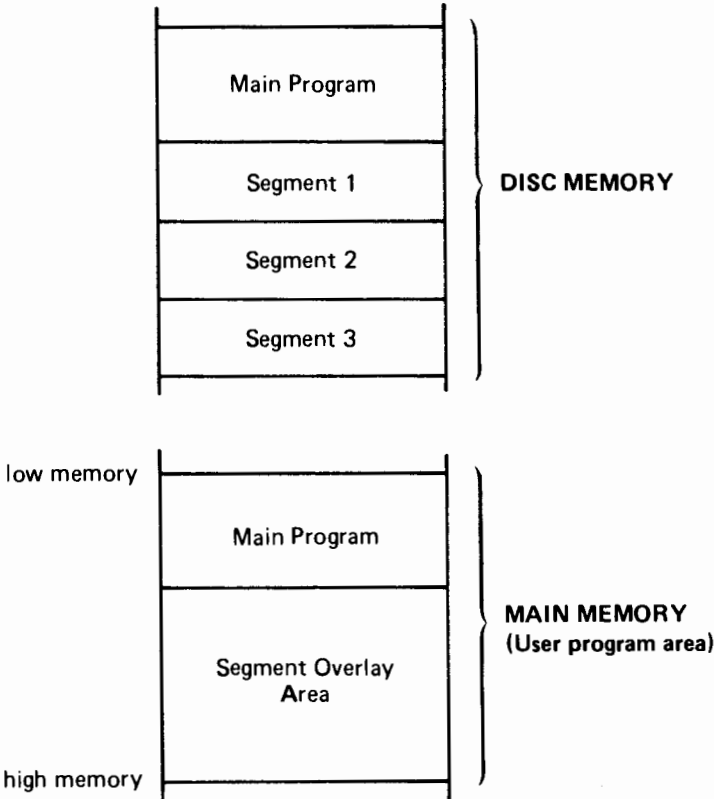 Main Program
Segment 1
DISC MEMORY
Segment 2
Segment 3
low memory
Main Program
MAIN MEMORY
(User program area)
Segment Overlay
Area
high memory